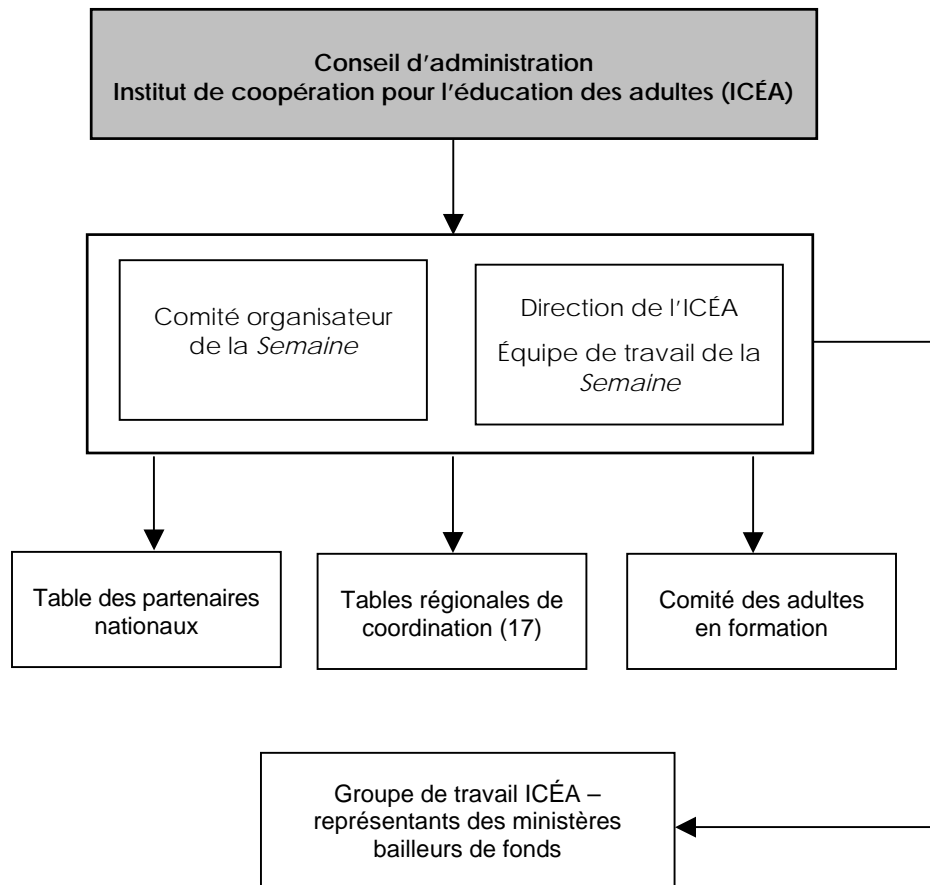 Conseil d'administration
Institut de coopération pour l'éducation des adultes (ICÉA)
Comité organisateur
de la Semaine
Direction de l'ICÉA
Équipe de travail de la
Semaine
Table des partenaires
nationaux
Tables régionales de
coordination (17)
Comité des adultes
en formation
Groupe de travail ICÉA –
représentants des ministères
bailleurs de fonds